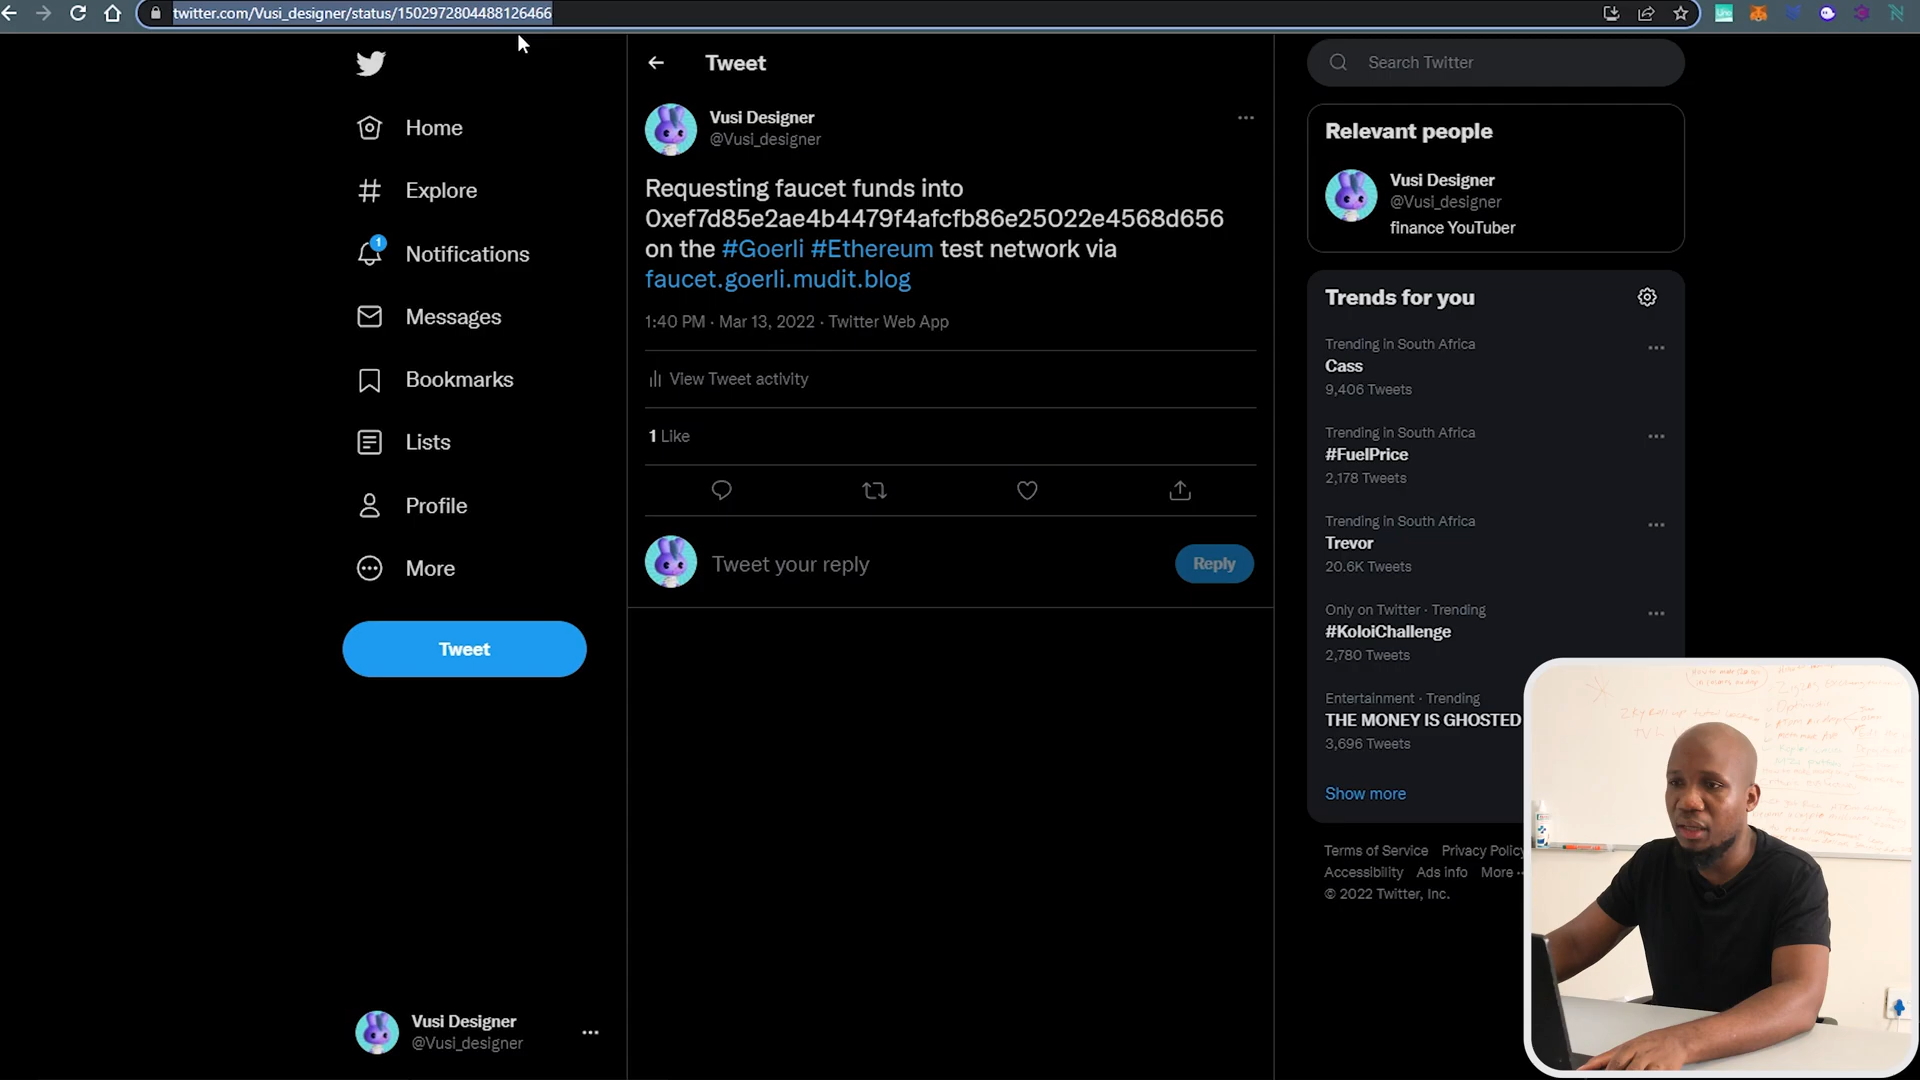 twitter.com/Vusi_designer/status/1502972804488126466
Tweet
Search Twitter
Home
Explore
1
Notifications
Messages
Bookmarks
Lists
Profile
More
Tweet
Vusi Designer
@Vusi_designer
Vusi Designer
@Vusi_designer
Requesting faucet funds into
0xef7d85e2ae4b4479f4afcfb86e25022e4568d656
on the #Goerli #Ethereum test network via
faucet.goerli.mudit.blog
1:40 PM · Mar 13, 2022 · Twitter Web App
View Tweet activity
1 Like
Tweet your reply
Reply
Relevant people
Vusi Designer
@Vusi_designer
finance YouTuber
Trends for you
Trending in South Africa
Cass
9,406 Tweets
Trending in South Africa
#FuelPrice
2,178 Tweets
Trending in South Africa
Trevor
20.6K Tweets
Only on Twitter · Trending
#KoloiChallenge
2,780 Tweets
Entertainment · Trending
THE MONEY IS GHOSTED
3,696 Tweets
Show more
Terms of Service Privacy Policy
Accessibility Ads info More
© 2022 Twitter, Inc.